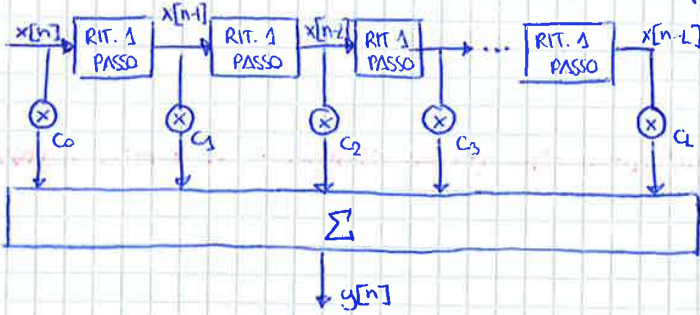 x[n] RIT. 1 PASSO x[n-1] RIT. 1 PASSO x[n-2] RIT. 1 PASSO ... RIT. 1 PASSO x[n-L]
x C0 x C1 x C2 x C3 x CL
Σ
y[n]